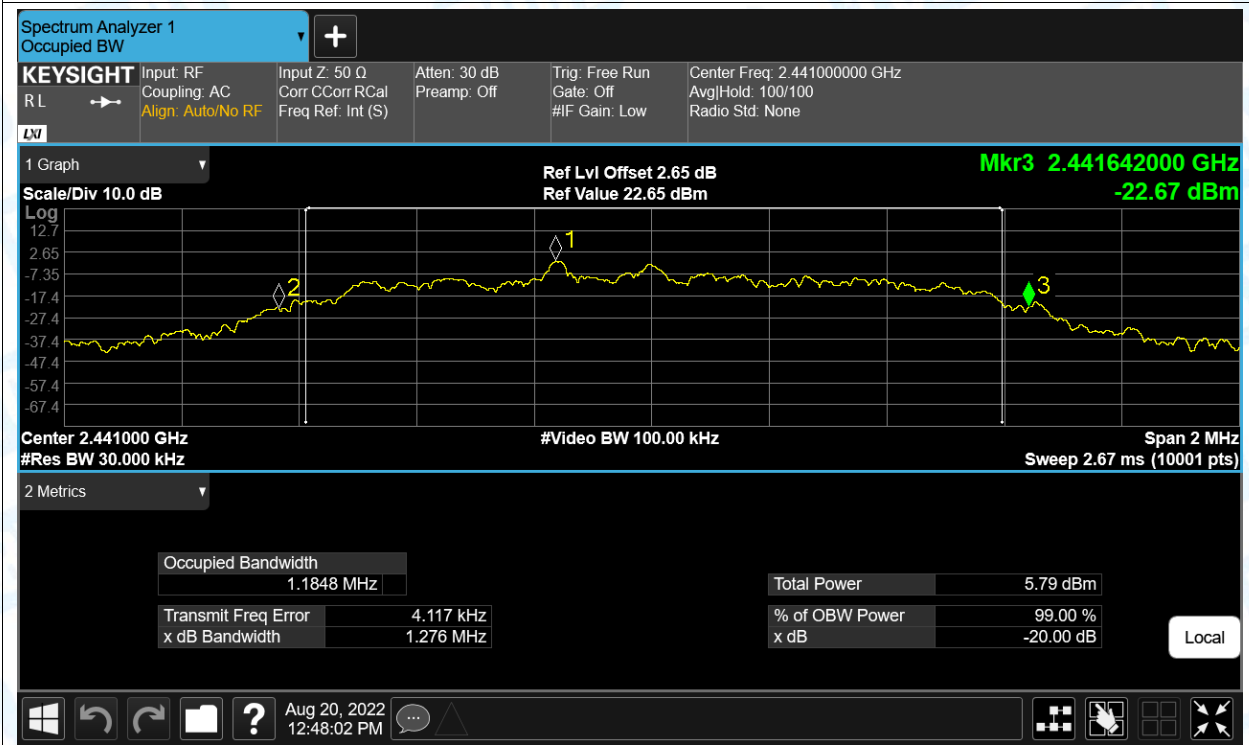 Spectrum Analyzer 1
Occupied BW
KEYSIGHT
R L
LXI
Input: RF
Coupling: AC
Align: Auto/No RF
Input Z: 50 Ω
Corr CCorr RCal
Freq Ref: Int (S)
Atten: 30 dB
Preamp: Off
Trig: Free Run
Gate: Off
#IF Gain: Low
Center Freq: 2.441000000 GHz
Avg|Hold: 100/100
Radio Std: None
1 Graph
Scale/Div 10.0 dB
Ref Lvl Offset 2.65 dB
Ref Value 22.65 dBm
Mkr3 2.441642000 GHz
-22.67 dBm
Log
12.7
2.65
-7.35
-17.4
-27.4
-37.4
-47.4
-57.4
-67.4
1
2
3
Center 2.441000 GHz
#Res BW 30.000 kHz
#Video BW 100.00 kHz
Span 2 MHz
Sweep 2.67 ms (10001 pts)
2 Metrics
Occupied Bandwidth
1.1848 MHz
Transmit Freq Error 4.117 kHz
x dB Bandwidth 1.276 MHz
Total Power 5.79 dBm
% of OBW Power 99.00 %
x dB -20.00 dB
Local
?
Aug 20, 2022
12:48:02 PM